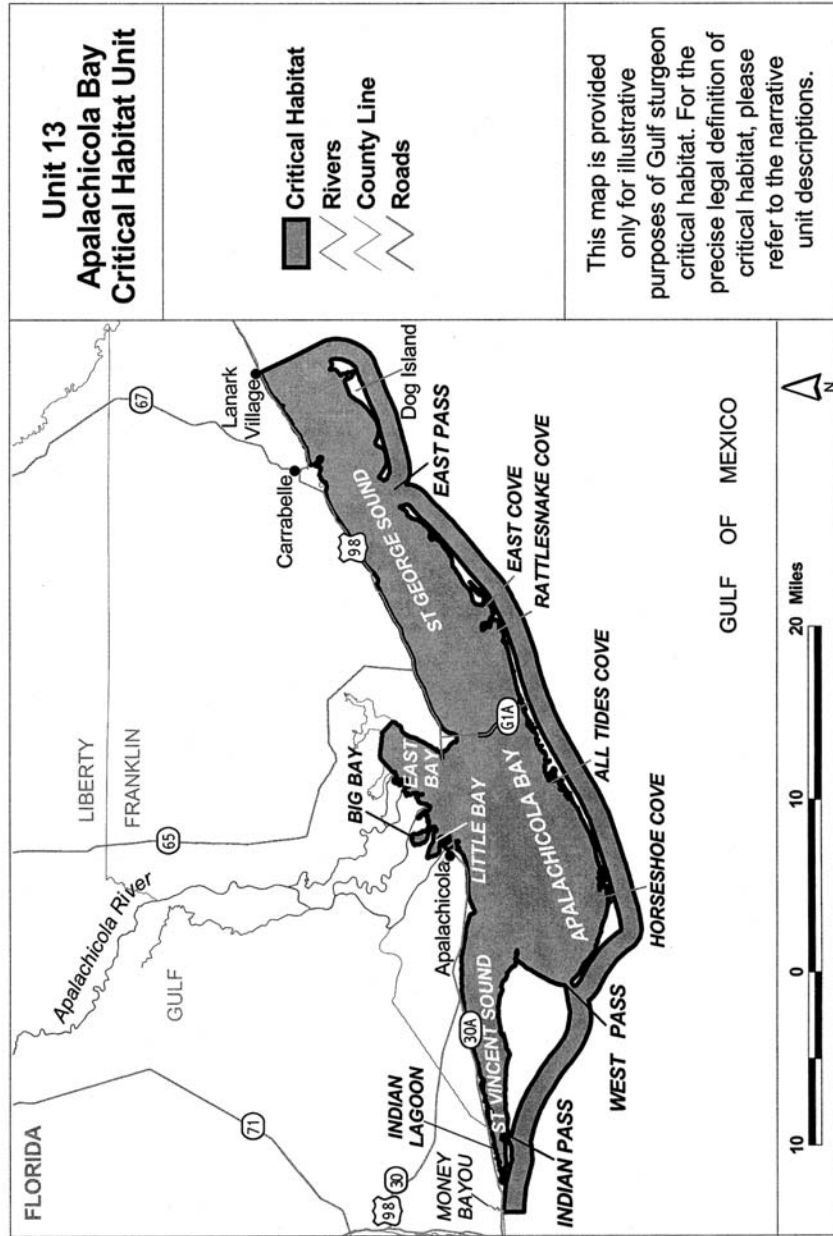 Unit 13
Apalachicola Bay
Critical Habitat Unit
Critical Habitat
Rivers
County Line
Roads
This map is provided
only for illustrative
purposes of Gulf sturgeon
critical habitat. For the
precise legal definition of
critical habitat, please
refer to the narrative
unit descriptions.
FLORIDA
LIBERTY
FRANKLIN
GULF
Apalachicola River
71
65
67
98
30
30A
98
G1A
Lanark
Village
Carrabelle
Dog Island
EAST PASS
ST GEORGE SOUND
EAST COVE
RATTLESNAKE COVE
BIG BAY
EAST
BAY
LITTLE BAY
Apalachicola
APALACHICOLA BAY
ALL TIDES COVE
HORSESHOE COVE
ST VINCENT SOUND
WEST PASS
INDIAN
LAGOON
INDIAN PASS
MONEY
BAYOU
GULF OF MEXICO
10
0
10
20 Miles
N